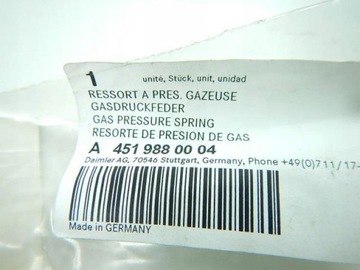 1 unité, Stück, unit, unidad
RESSORT A PRES. GAZEUSE
GASDRUCKFEDER
GAS PRESSURE SPRING
RESORTE DE PRESION DE GAS
A 451 988 00 04
Daimler AG, 70546 Stuttgart, Germany, Phone +49(0)711/17-
Made in GERMANY